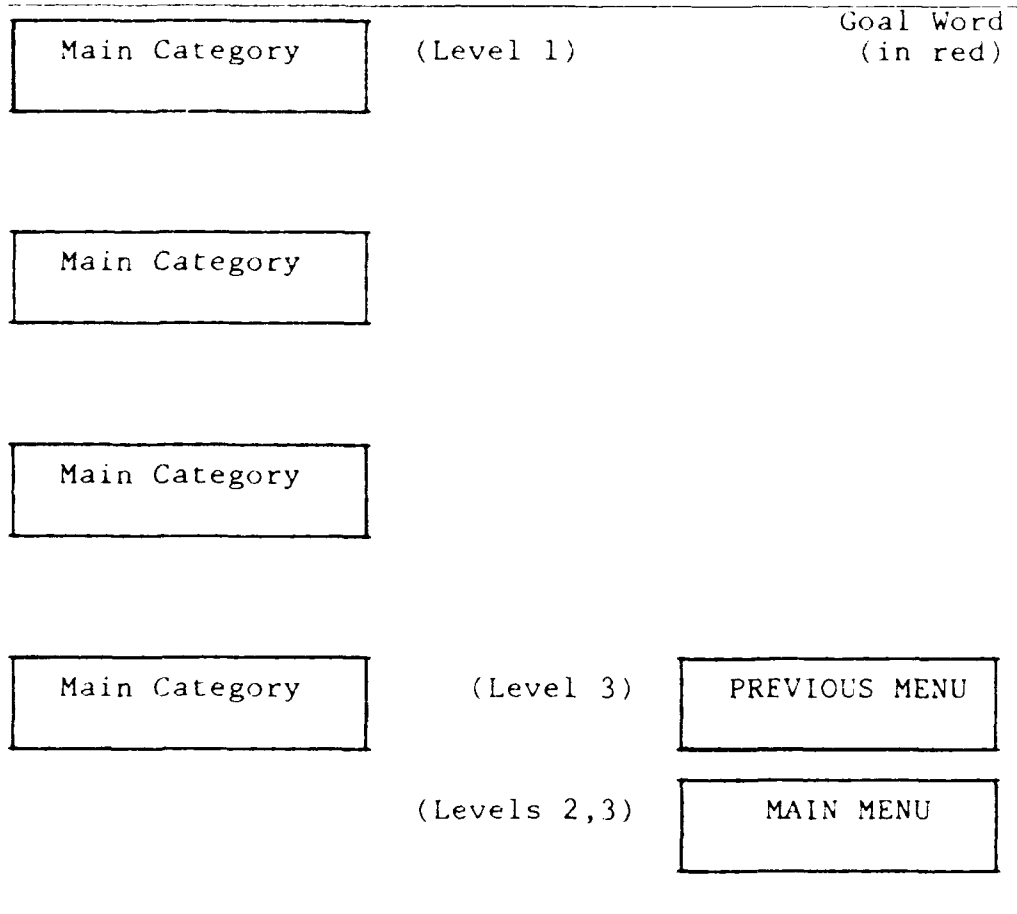 Goal Word
Main Category (Level 1) (in red)
Main Category
Main Category
Main Category (Level 3) PREVIOUS MENU
(Levels 2,3) MAIN MENU